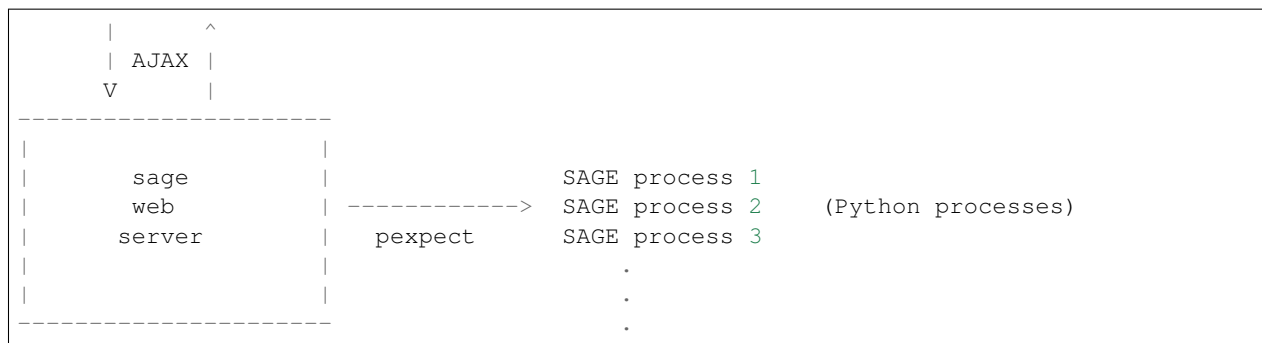 |      ^
| AJAX |
V      |
----------------------
|                    |
|       sage         |                SAGE process 1
|       web          | ------------>  SAGE process 2    (Python processes)
|      server        |   pexpect      SAGE process 3
|                    |                    .
|                    |                    .
----------------------                    .